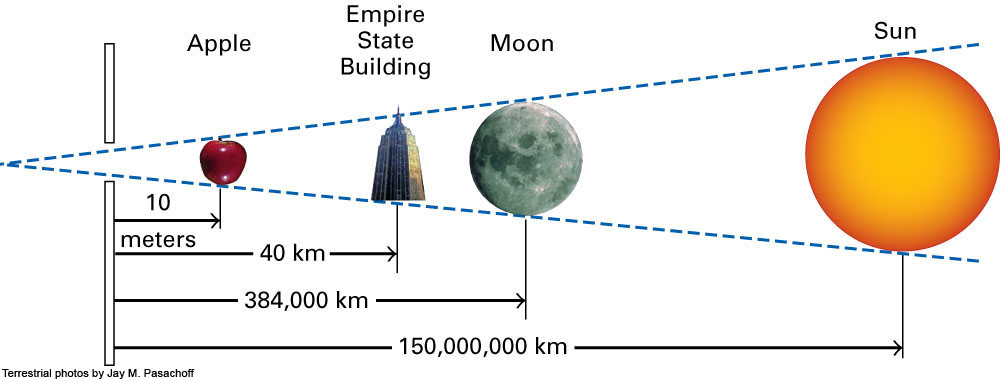 Apple
Empire
State
Building
Moon
Sun
10
meters
40 km
384,000 km
150,000,000 km
Terrestrial photos by Jay M. Pasachoff